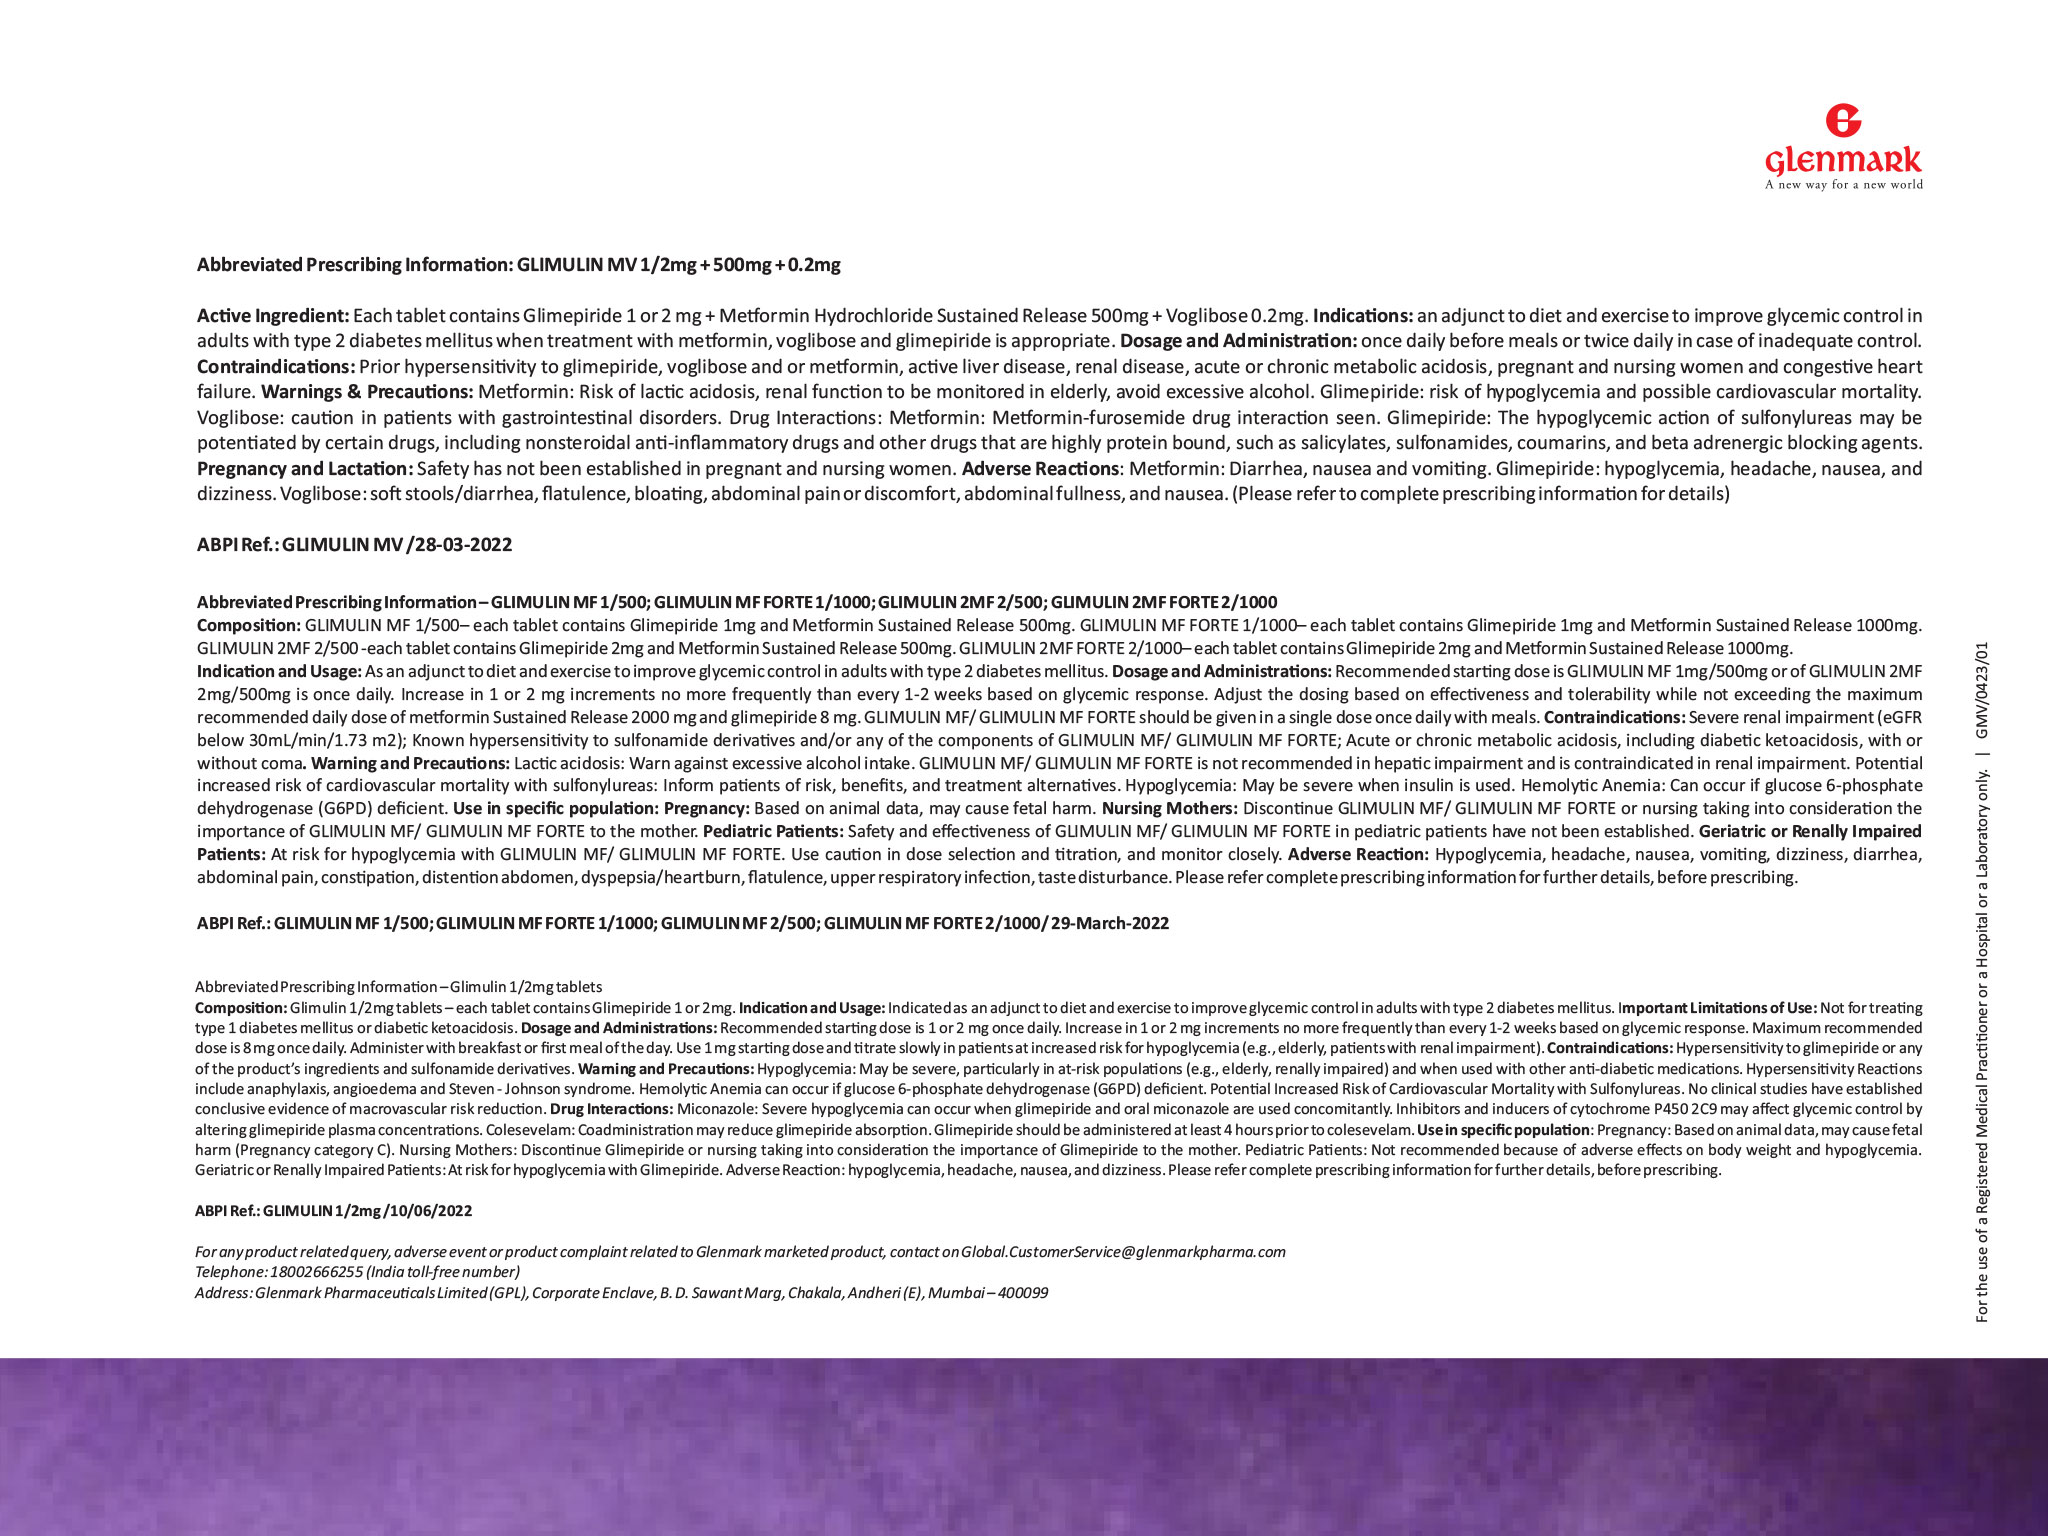 glenmark
A new way for a new world
Abbreviated Prescribing Information: GLIMULIN MV 1/2mg + 500mg + 0.2mg
Active Ingredient: Each tablet contains Glimepiride 1 or 2 mg + Metformin Hydrochloride Sustained Release 500mg + Voglibose 0.2mg. Indications: an adjunct to diet and exercise to improve glycemic control in
adults with type 2 diabetes mellitus when treatment with metformin, voglibose and glimepiride is appropriate. Dosage and Administration: once daily before meals or twice daily in case of inadequate control.
Contraindications: Prior hypersensitivity to glimepiride, voglibose and or metformin, active liver disease, renal disease, acute or chronic metabolic acidosis, pregnant and nursing women and congestive heart
failure. Warnings & Precautions: Metformin: Risk of lactic acidosis, renal function to be monitored in elderly, avoid excessive alcohol. Glimepiride: risk of hypoglycemia and possible cardiovascular mortality.
Voglibose: caution in patients with gastrointestinal disorders. Drug Interactions: Metformin: Metformin-furosemide drug interaction seen. Glimepiride: The hypoglycemic action of sulfonylureas may be
potentiated by certain drugs, including nonsteroidal anti-inflammatory drugs and other drugs that are highly protein bound, such as salicylates, sulfonamides, coumarins, and beta adrenergic blocking agents.
Pregnancy and Lactation: Safety has not been established in pregnant and nursing women. Adverse Reactions: Metformin: Diarrhea, nausea and vomiting. Glimepiride: hypoglycemia, headache, nausea, and
dizziness. Voglibose: soft stools/diarrhea, flatulence, bloating, abdominal pain or discomfort, abdominal fullness, and nausea. (Please refer to complete prescribing information for details)
ABPI Ref.: GLIMULIN MV /28-03-2022
Abbreviated Prescribing Information – GLIMULIN MF 1/500; GLIMULIN MF FORTE 1/1000; GLIMULIN 2MF 2/500; GLIMULIN 2MF FORTE 2/1000
Composition: GLIMULIN MF 1/500– each tablet contains Glimepiride 1mg and Metformin Sustained Release 500mg. GLIMULIN MF FORTE 1/1000– each tablet contains Glimepiride 1mg and Metformin Sustained Release 1000mg.
GLIMULIN 2MF 2/500 -each tablet contains Glimepiride 2mg and Metformin Sustained Release 500mg. GLIMULIN 2MF FORTE 2/1000– each tablet contains Glimepiride 2mg and Metformin Sustained Release 1000mg.
Indication and Usage: As an adjunct to diet and exercise to improve glycemic control in adults with type 2 diabetes mellitus. Dosage and Administrations: Recommended starting dose is GLIMULIN MF 1mg/500mg or of GLIMULIN 2MF
2mg/500mg is once daily. Increase in 1 or 2 mg increments no more frequently than every 1-2 weeks based on glycemic response. Adjust the dosing based on effectiveness and tolerability while not exceeding the maximum
recommended daily dose of metformin Sustained Release 2000 mg and glimepiride 8 mg. GLIMULIN MF/ GLIMULIN MF FORTE should be given in a single dose once daily with meals. Contraindications: Severe renal impairment (eGFR
below 30mL/min/1.73 m2); Known hypersensitivity to sulfonamide derivatives and/or any of the components of GLIMULIN MF/ GLIMULIN MF FORTE; Acute or chronic metabolic acidosis, including diabetic ketoacidosis, with or
without coma. Warning and Precautions: Lactic acidosis: Warn against excessive alcohol intake. GLIMULIN MF/ GLIMULIN MF FORTE is not recommended in hepatic impairment and is contraindicated in renal impairment. Potential
increased risk of cardiovascular mortality with sulfonylureas: Inform patients of risk, benefits, and treatment alternatives. Hypoglycemia: May be severe when insulin is used. Hemolytic Anemia: Can occur if glucose 6-phosphate
dehydrogenase (G6PD) deficient. Use in specific population: Pregnancy: Based on animal data, may cause fetal harm. Nursing Mothers: Discontinue GLIMULIN MF/ GLIMULIN MF FORTE or nursing taking into consideration the
importance of GLIMULIN MF/ GLIMULIN MF FORTE to the mother. Pediatric Patients: Safety and effectiveness of GLIMULIN MF/ GLIMULIN MF FORTE in pediatric patients have not been established. Geriatric or Renally Impaired
Patients: At risk for hypoglycemia with GLIMULIN MF/ GLIMULIN MF FORTE. Use caution in dose selection and titration, and monitor closely. Adverse Reaction: Hypoglycemia, headache, nausea, vomiting, dizziness, diarrhea,
abdominal pain, constipation, distention abdomen, dyspepsia/heartburn, flatulence, upper respiratory infection, taste disturbance. Please refer complete prescribing information for further details, before prescribing.
ABPI Ref.: GLIMULIN MF 1/500; GLIMULIN MF FORTE 1/1000; GLIMULIN MF 2/500; GLIMULIN MF FORTE 2/1000/ 29-March-2022
Abbreviated Prescribing Information – Glimulin 1/2mg tablets
Composition: Glimulin 1/2mg tablets – each tablet contains Glimepiride 1 or 2mg. Indication and Usage: Indicated as an adjunct to diet and exercise to improve glycemic control in adults with type 2 diabetes mellitus. Important Limitations of Use: Not for treating
type 1 diabetes mellitus or diabetic ketoacidosis. Dosage and Administrations: Recommended starting dose is 1 or 2 mg once daily. Increase in 1 or 2 mg increments no more frequently than every 1-2 weeks based on glycemic response. Maximum recommended
dose is 8 mg once daily. Administer with breakfast or first meal of the day. Use 1 mg starting dose and titrate slowly in patients at increased risk for hypoglycemia (e.g., elderly, patients with renal impairment). Contraindications: Hypersensitivity to glimepiride or any
of the product's ingredients and sulfonamide derivatives. Warning and Precautions: Hypoglycemia: May be severe, particularly in at-risk populations (e.g., elderly, renally impaired) and when used with other anti-diabetic medications. Hypersensitivity Reactions
include anaphylaxis, angioedema and Steven - Johnson syndrome. Hemolytic Anemia can occur if glucose 6-phosphate dehydrogenase (G6PD) deficient. Potential Increased Risk of Cardiovascular Mortality with Sulfonylureas. No clinical studies have established
conclusive evidence of macrovascular risk reduction. Drug Interactions: Miconazole: Severe hypoglycemia can occur when glimepiride and oral miconazole are used concomitantly. Inhibitors and inducers of cytochrome P450 2C9 may affect glycemic control by
altering glimepiride plasma concentrations. Colesevelam: Coadministration may reduce glimepiride absorption. Glimepiride should be administered at least 4 hours prior to colesevelam. Use in specific population: Pregnancy: Based on animal data, may cause fetal
harm (Pregnancy category C). Nursing Mothers: Discontinue Glimepiride or nursing taking into consideration the importance of Glimepiride to the mother. Pediatric Patients: Not recommended because of adverse effects on body weight and hypoglycemia.
Geriatric or Renally Impaired Patients: At risk for hypoglycemia with Glimepiride. Adverse Reaction: hypoglycemia, headache, nausea, and dizziness. Please refer complete prescribing information for further details, before prescribing.
ABPI Ref.: GLIMULIN 1/2mg /10/06/2022
For any product related query, adverse event or product complaint related to Glenmark marketed product, contact on Global.CustomerService@glenmarkpharma.com
Telephone: 18002666255 (India toll-free number)
Address: Glenmark Pharmaceuticals Limited (GPL), Corporate Enclave, B. D. Sawant Marg, Chakala, Andheri (E), Mumbai – 400099
For the use of a Registered Medical Practitioner or a Hospital or a Laboratory only. | GMV/0423/01